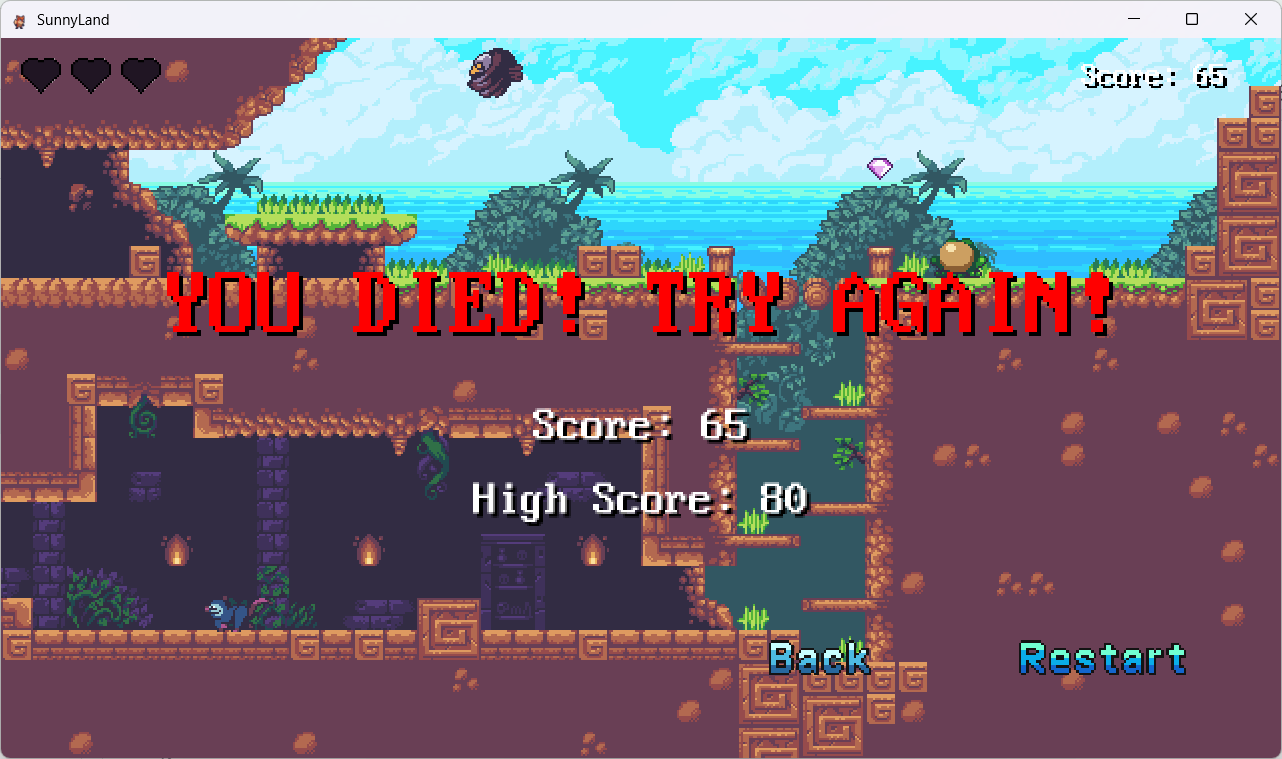 SunnyLand
Score: 65
YOU DIED! TRY AGAIN!
Score: 65
High Score: 80
Back
Restart